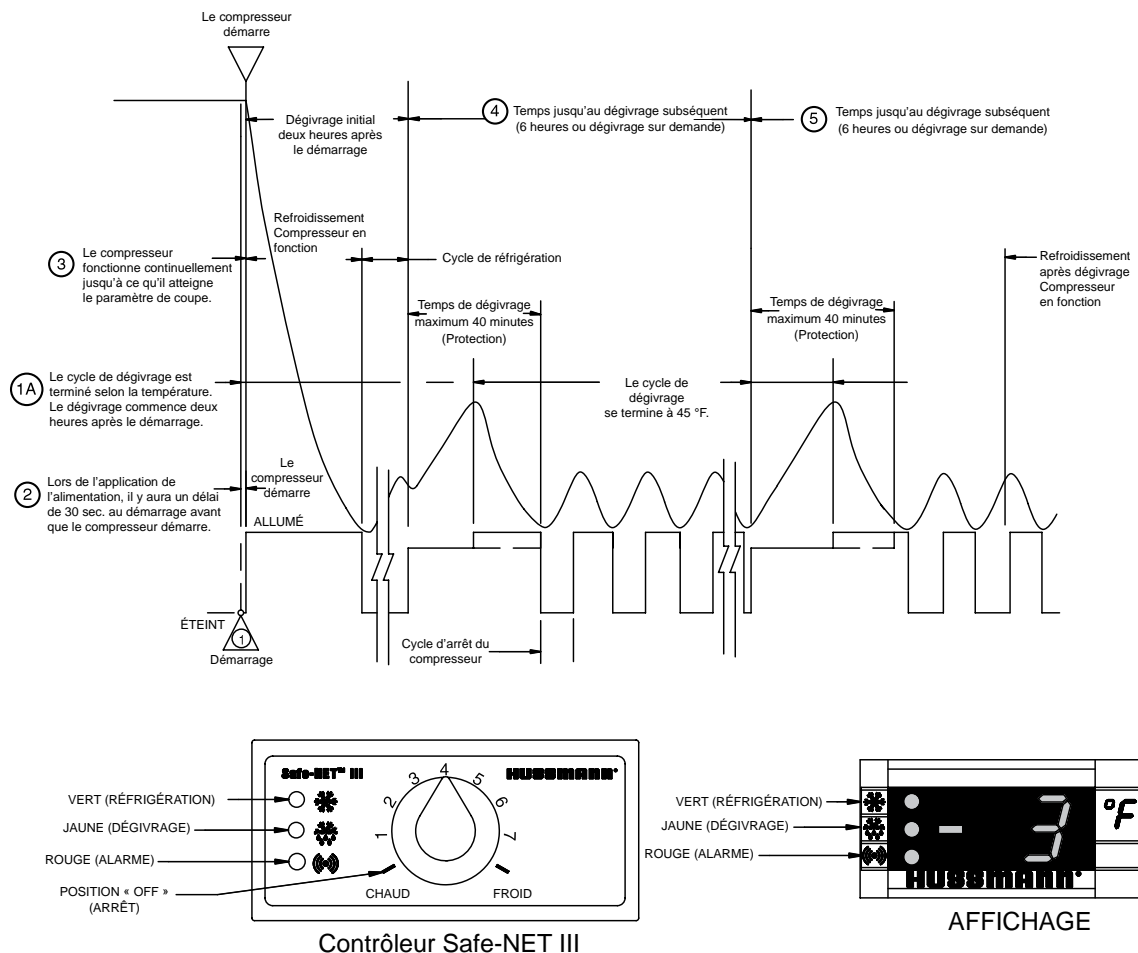 Le compresseur
démarre
Dégivrage initial
deux heures après
le démarrage
4
Temps jusqu'au dégivrage subséquent
(6 heures ou dégivrage sur demande)
5
Temps jusqu'au dégivrage subséquent
(6 heures ou dégivrage sur demande)
3
Le compresseur
fonctionne continuellement
jusqu'à ce qu'il atteigne
le paramètre de coupe.
Refroidissement
Compresseur en
fonction
Cycle de réfrigération
Refroidissement
après dégivrage
Compresseur
en fonction
Temps de dégivrage
maximum 40 minutes
(Protection)
Temps de dégivrage
maximum 40 minutes
(Protection)
1A
Le cycle de dégivrage est
terminé selon la température.
Le dégivrage commence deux
heures après le démarrage.
Le cycle de
dégivrage
se termine à 45 °F.
2
Lors de l'application de
l'alimentation, il y aura un délai
de 30 sec. au démarrage avant
que le compresseur démarre.
Le
compresseur
démarre
ALLUMÉ
ÉTEINT
1
Démarrage
Cycle d'arrêt du
compresseur
Safe-NET™ III
HUSSMANN®
VERT (RÉFRIGÉRATION)
JAUNE (DÉGIVRAGE)
ROUGE (ALARME)
POSITION « OFF »
(ARRÊT)
1 2 3 4 5 6 7
CHAUD
FROID
Contrôleur Safe-NET III
VERT (RÉFRIGÉRATION)
JAUNE (DÉGIVRAGE)
ROUGE (ALARME)
- 3
°F
HUSSMANN®
AFFICHAGE